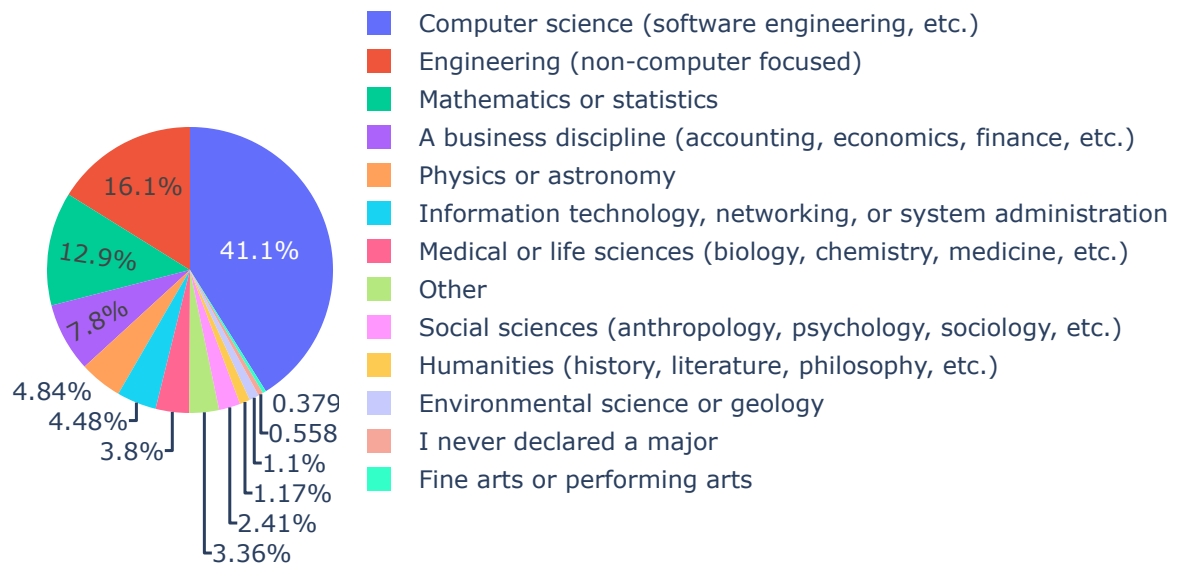 Computer science (software engineering, etc.)
Engineering (non-computer focused)
Mathematics or statistics
A business discipline (accounting, economics, finance, etc.)
Physics or astronomy
Information technology, networking, or system administration
Medical or life sciences (biology, chemistry, medicine, etc.)
Other
Social sciences (anthropology, psychology, sociology, etc.)
Humanities (history, literature, philosophy, etc.)
Environmental science or geology
I never declared a major
Fine arts or performing arts
41.1%
16.1%
12.9%
7.8%
4.84%
4.48%
3.8%
3.36%
2.41%
1.17%
1.1%
0.558
0.379